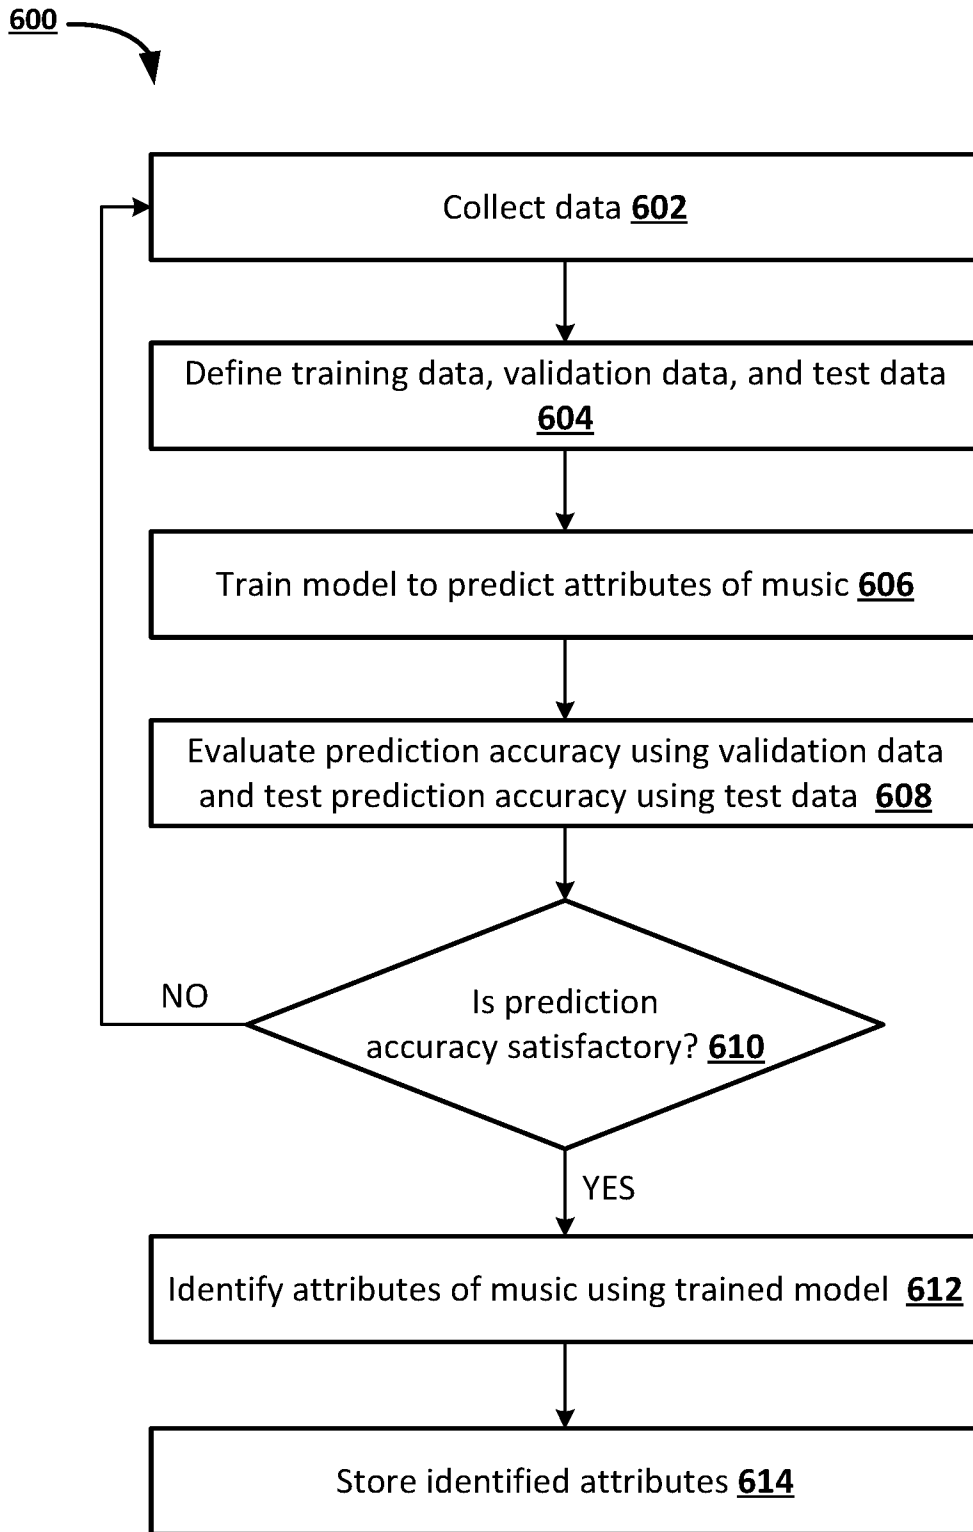 600
Collect data 602
Define training data, validation data, and test data
604
Train model to predict attributes of music 606
Evaluate prediction accuracy using validation data
and test prediction accuracy using test data 608
NO
Is prediction
accuracy satisfactory? 610
YES
Identify attributes of music using trained model 612
Store identified attributes 614